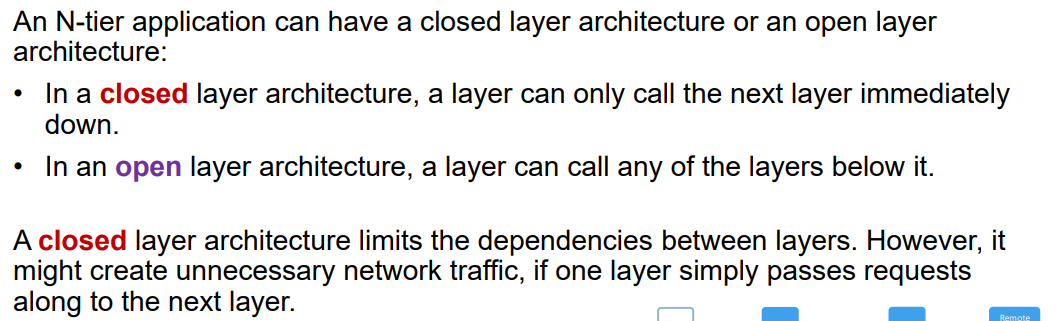 An N-tier application can have a closed layer architecture or an open layer
architecture:
• In a closed layer architecture, a layer can only call the next layer immediately
down.
• In an open layer architecture, a layer can call any of the layers below it.
A closed layer architecture limits the dependencies between layers. However, it
might create unnecessary network traffic, if one layer simply passes requests
along to the next layer.
Remote